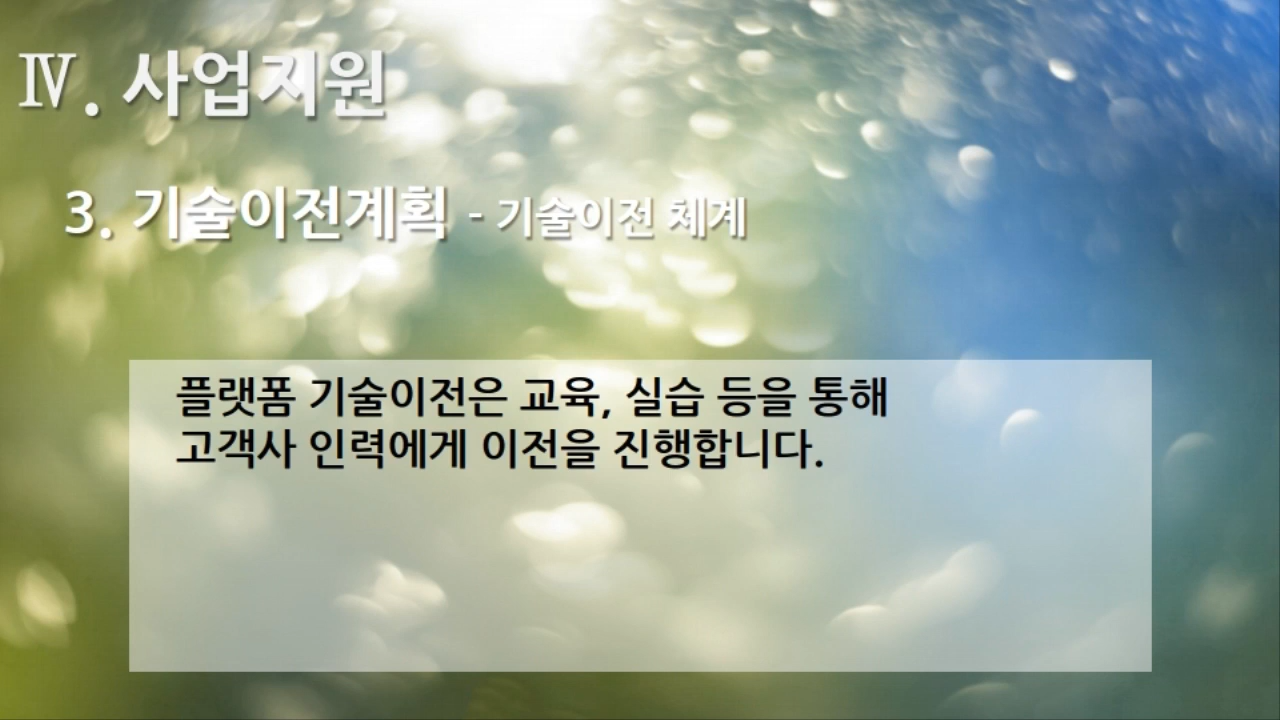 Ⅳ. 사업지원
3. 기술이전계획 - 기술이전 체계
플랫폼 기술이전은 교육, 실습 등을 통해
고객사 인력에게 이전을 진행합니다.